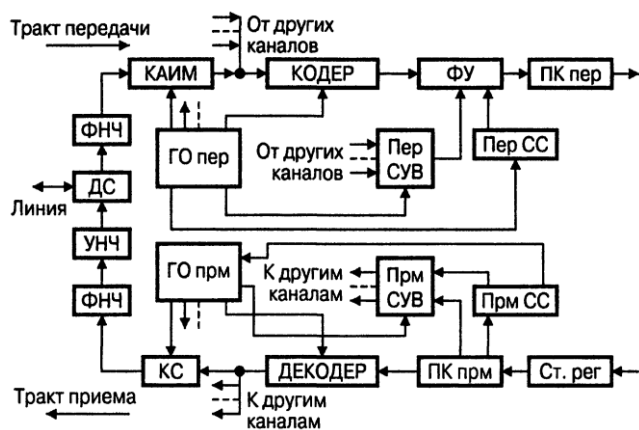 Тракт передачи
От других
каналов
КАИМ
КОДЕР
ФУ
ПК пер
ФНЧ
ГО пер
От других
каналов
Пер
СУВ
Пер СС
ДС
Линия
УНЧ
ГО прм
К другим
каналам
Прм
СУВ
Прм СС
ФНЧ
КС
ДЕКОДЕР
ПК прм
Ст. рег
Тракт приема
К другим
каналам